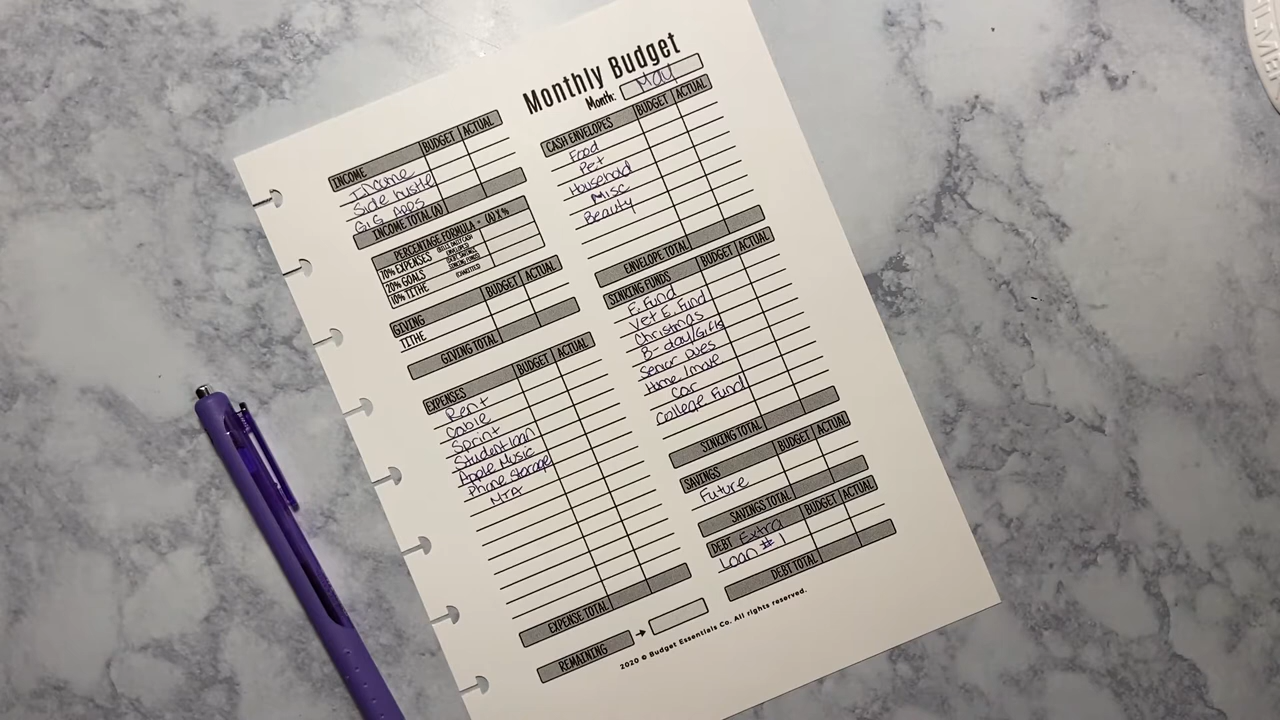 Monthly Budget
Month: May
INCOME BUDGET ACTUAL
Income
Side hustle
GIG APPS
INCOME TOTAL (A)
PERCENTAGE FORMULA = (A) X %
70% EXPENSES
20% GOALS
10% TITHE
GIVING BUDGET ACTUAL
TITHE
GIVING TOTAL
EXPENSES BUDGET ACTUAL
Rent
Cable
Sprint
Student loan
Apple Music
Phone Storage
MTA
EXPENSE TOTAL
REMAINING
CASH ENVELOPES BUDGET ACTUAL
Food
Pet
Household
Misc
Beauty
ENVELOPE TOTAL
SINKING FUNDS BUDGET ACTUAL
E. Fund
Vet E. Fund
Christmas
B-day/Gifts
Senior Dues
Home/move
Car
College Fund
SINKING TOTAL
SAVINGS BUDGET ACTUAL
Future
SAVINGS TOTAL
DEBT Extra BUDGET ACTUAL
Loan #1
DEBT TOTAL
2020 © Budget Essentials Co. All rights reserved.